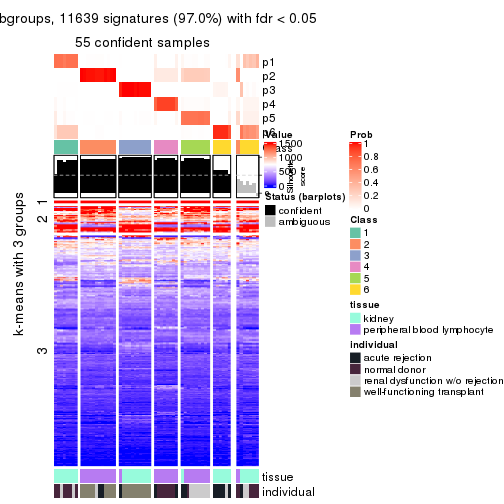 bgroups, 11639 signatures (97.0%) with fdr < 0.05
55 confident samples
p1
p2
p3
p4
p5
p6
k-means with 3 groups
1
2
3
Value
1500
1000
500
0
Silhouette
score
Status (barplots)
confident
ambiguous
Prob
1
0.8
0.6
0.4
0.2
0
Class
1
2
3
4
5
6
tissue
kidney
peripheral blood lymphocyte
individual
acute rejection
normal donor
renal dysfunction w/o rejection
well-functioning transplant
tissue
individual